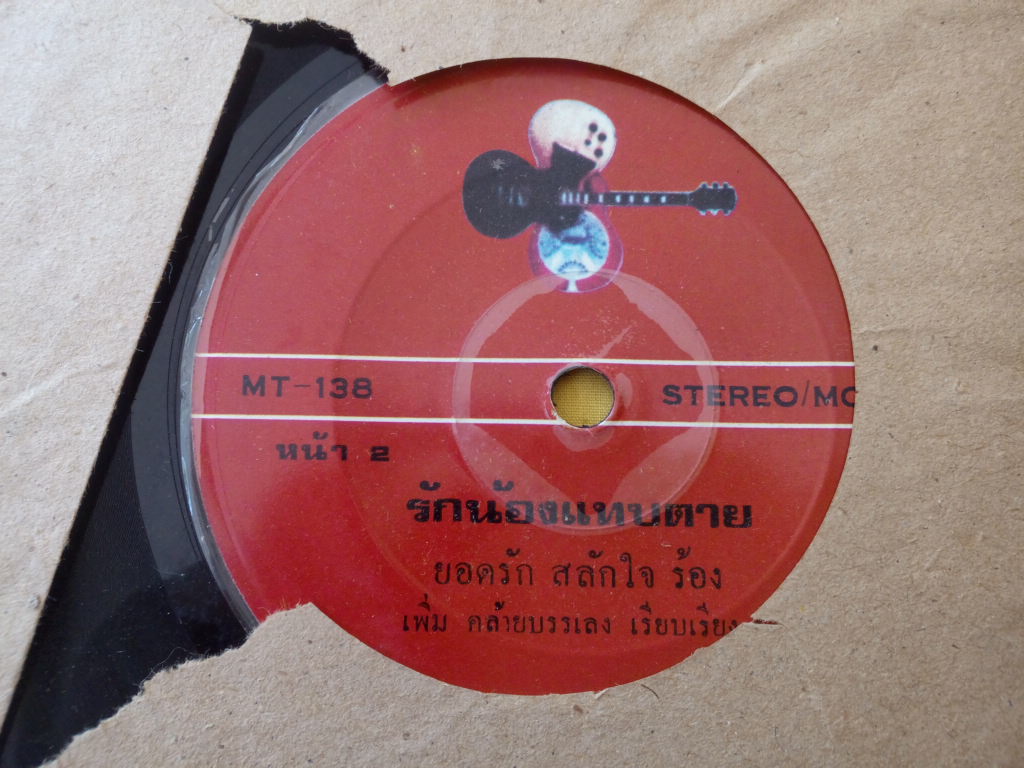 MT-138
STEREO/MO
หน้า 2
รักน้องแทบตาย
ยอดรัก สลักใจ ร้อง
เพิ่ม คล้ายบรรเลง เรียบเรียง